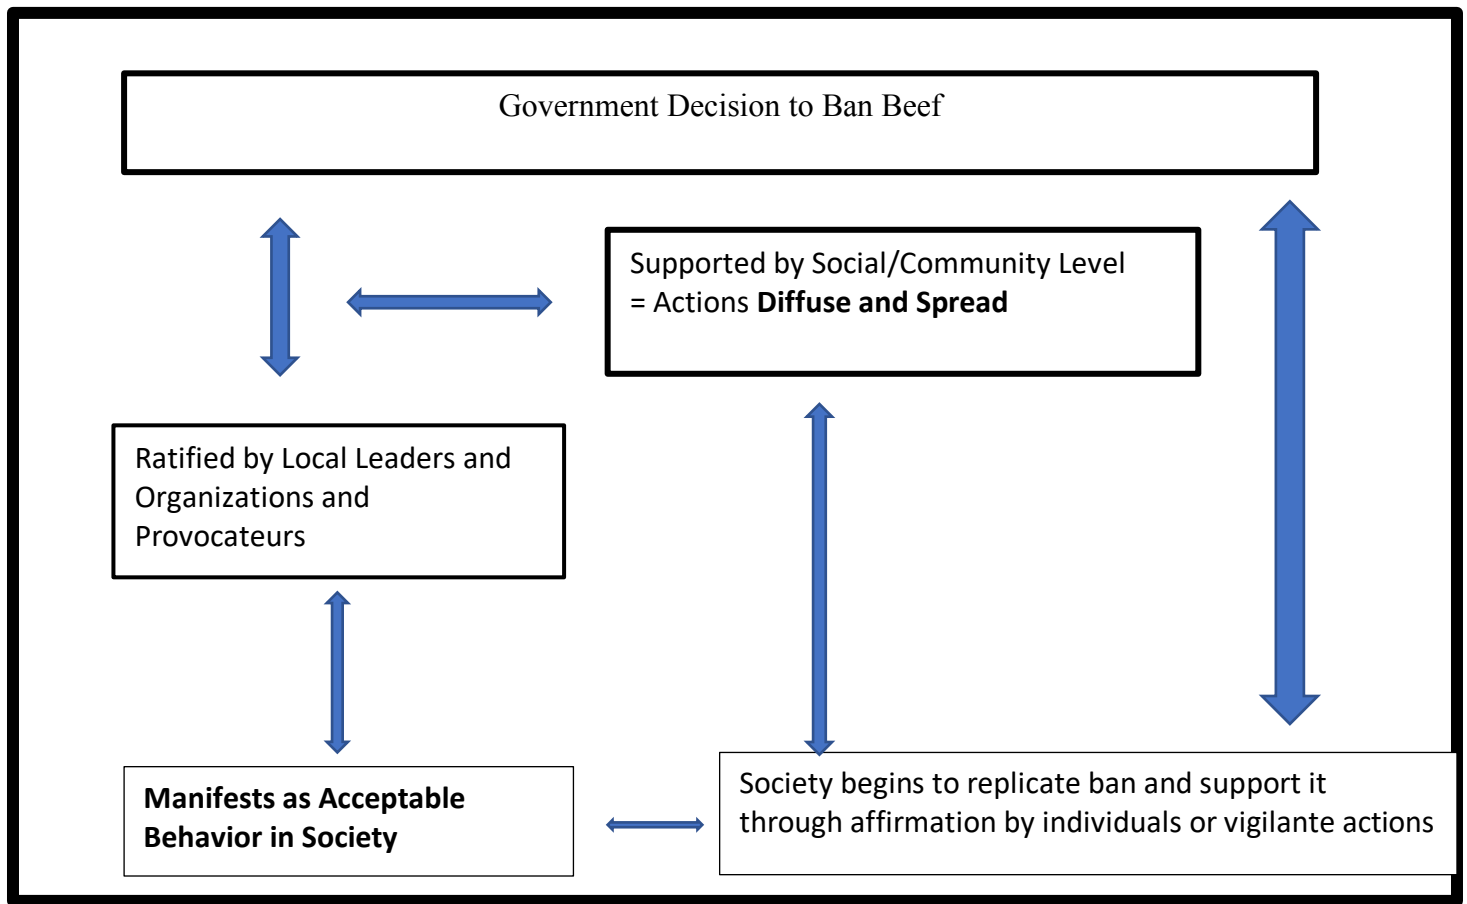 Government Decision to Ban Beef
Supported by Social/Community Level
= Actions Diffuse and Spread
Ratified by Local Leaders and
Organizations and
Provocateurs
Manifests as Acceptable
Behavior in Society
Society begins to replicate ban and support it
through affirmation by individuals or vigilante actions